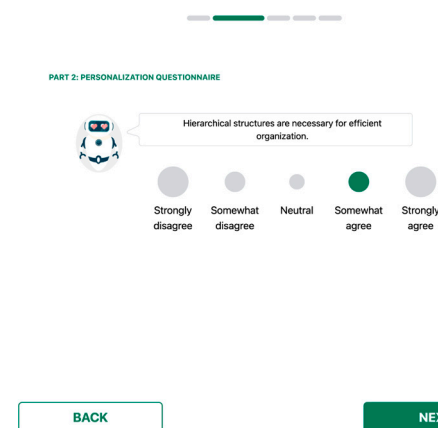 PART 2: PERSONALIZATION QUESTIONNAIRE
Hierarchical structures are necessary for efficient
organization.
Strongly
disagree
Somewhat
disagree
Neutral
Somewhat
agree
Strongly
agree
BACK